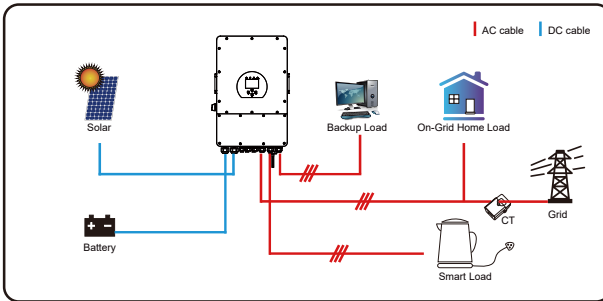 AC cable
DC cable
Solar
Backup Load
On-Grid Home Load
CT
Grid
Battery
Smart Load